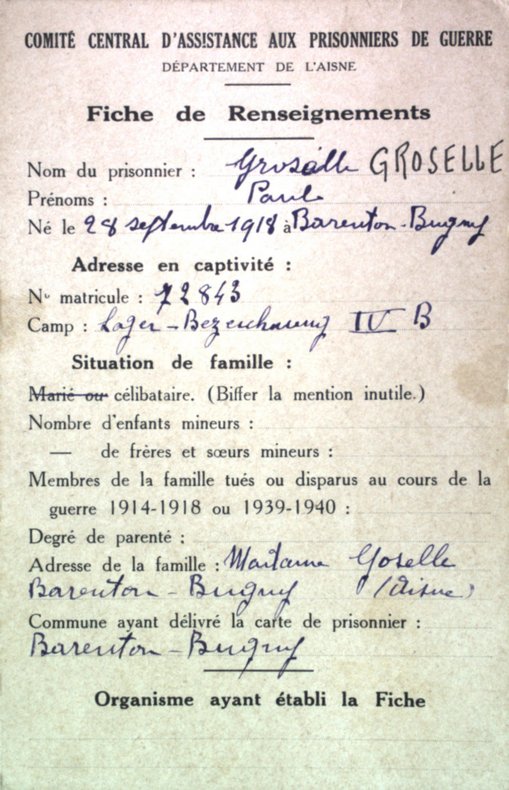 COMITÉ CENTRAL D'ASSISTANCE AUX PRISONNIERS DE GUERRE
DÉPARTEMENT DE L'AISNE
Fiche de Renseignements
Nom du prisonnier : Groselle GROSELLE
Prénoms : Paul
Né le 28 septembre 1918 à Barenton-Bugny
Adresse en captivité :
No matricule : 72843
Camp : Lager-Bezeichnung IV B
Situation de famille :
Marié ou célibataire. (Biffer la mention inutile.)
Nombre d'enfants mineurs :
— de frères et sœurs mineurs :
Membres de la famille tués ou disparus au cours de la
guerre 1914-1918 ou 1939-1940 :
Degré de parenté :
Adresse de la famille : Madame Goselle
Barenton-Bugny (Aisne)
Commune ayant délivré la carte de prisonnier :
Barenton-Bugny
Organisme ayant établi la Fiche